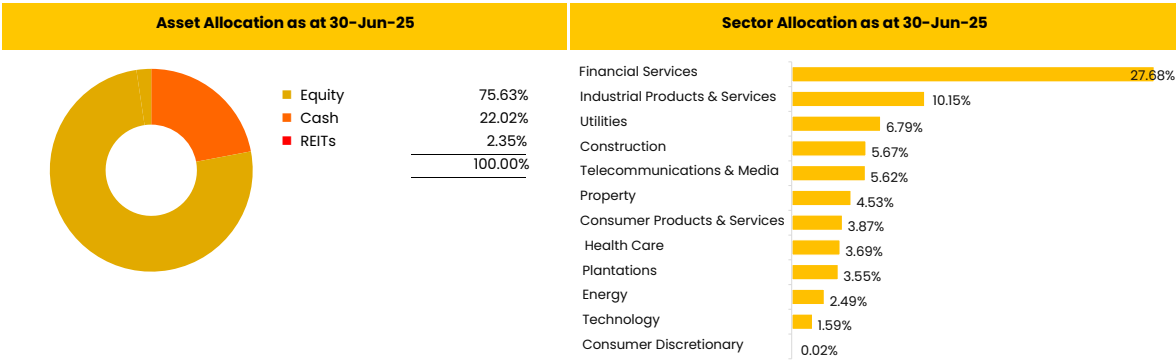 Asset Allocation as at 30-Jun-25
Equity 75.63%
Cash 22.02%
REITs 2.35%
100.00%
Sector Allocation as at 30-Jun-25
Financial Services 27.68%
Industrial Products & Services 10.15%
Utilities 6.79%
Construction 5.67%
Telecommunications & Media 5.62%
Property 4.53%
Consumer Products & Services 3.87%
Health Care 3.69%
Plantations 3.55%
Energy 2.49%
Technology 1.59%
Consumer Discretionary 0.02%